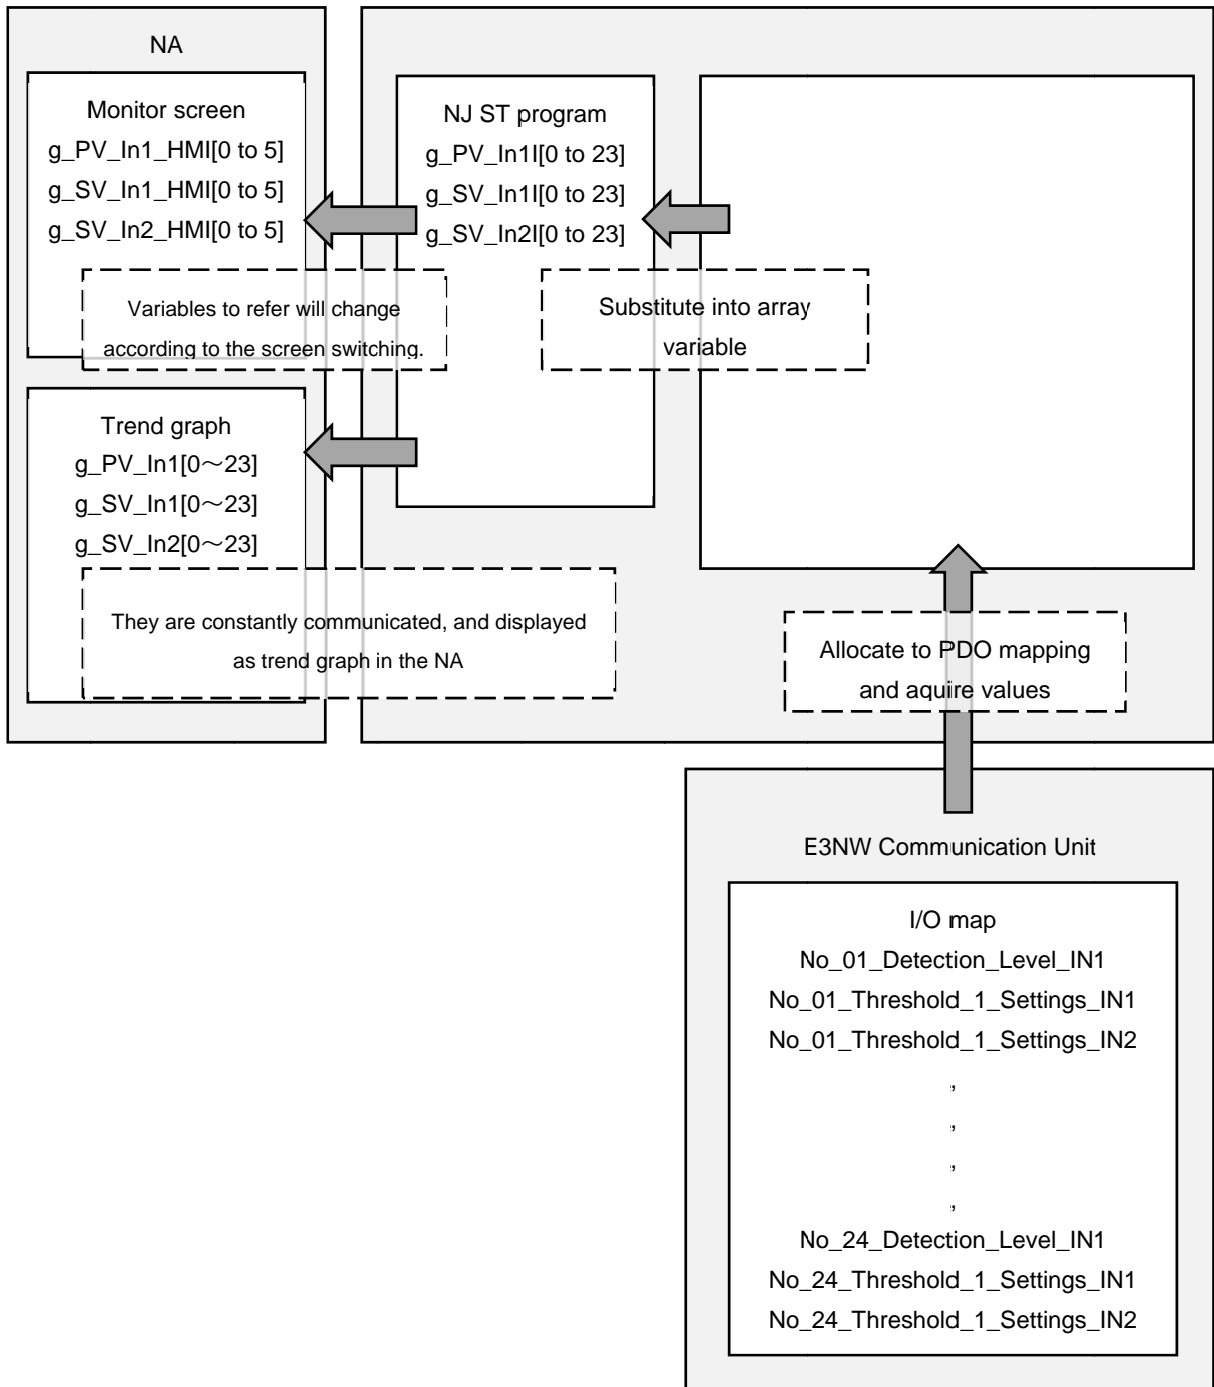 NA
Monitor screen
g_PV_In1_HMI[0 to 5]
g_SV_In1_HMI[0 to 5]
g_SV_In2_HMI[0 to 5]
Variables to refer will change
according to the screen switching.
Trend graph
g_PV_In1[0～23]
g_SV_In1[0～23]
g_SV_In2[0～23]
They are constantly communicated, and displayed
as trend graph in the NA
NJ ST program
g_PV_In1I[0 to 23]
g_SV_In1I[0 to 23]
g_SV_In2I[0 to 23]
Substitute into array
variable
Allocate to PDO mapping
and aquire values
E3NW Communication Unit
I/O map
No_01_Detection_Level_IN1
No_01_Threshold_1_Settings_IN1
No_01_Threshold_1_Settings_IN2
,
,
,
,
No_24_Detection_Level_IN1
No_24_Threshold_1_Settings_IN1
No_24_Threshold_1_Settings_IN2